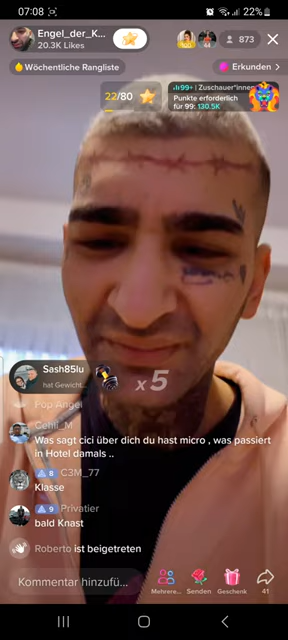 07:08
22%
Engel_der_K...
20.3K Likes
873
Wöchentliche Rangliste
Erkunden >
22/80
99+ | Zuschauer*innen
Punkte erforderlich
für 99: 130.5K
Sash85lu
hat Gewicht...
x5
Pop Angel
Cehli_M
Was sagt cici über dich du hast micro , was passiert
in Hotel damals ..
8 C3M_77
Klasse
9 Privatier
bald Knast
Roberto ist beigetreten
Kommentar hinzufü...
Mehrere...
Senden
Geschenk
41